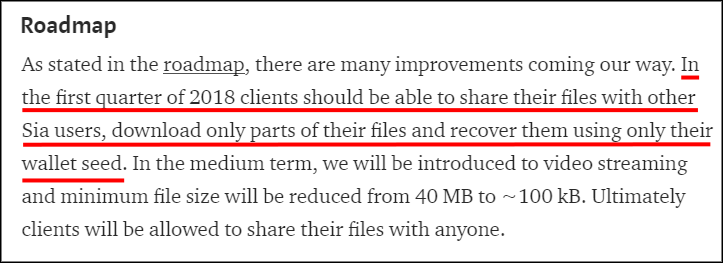 Roadmap
As stated in the roadmap, there are many improvements coming our way. In
the first quarter of 2018 clients should be able to share their files with other
Sia users, download only parts of their files and recover them using only their
wallet seed. In the medium term, we will be introduced to video streaming
and minimum file size will be reduced from 40 MB to ~100 kB. Ultimately
clients will be allowed to share their files with anyone.